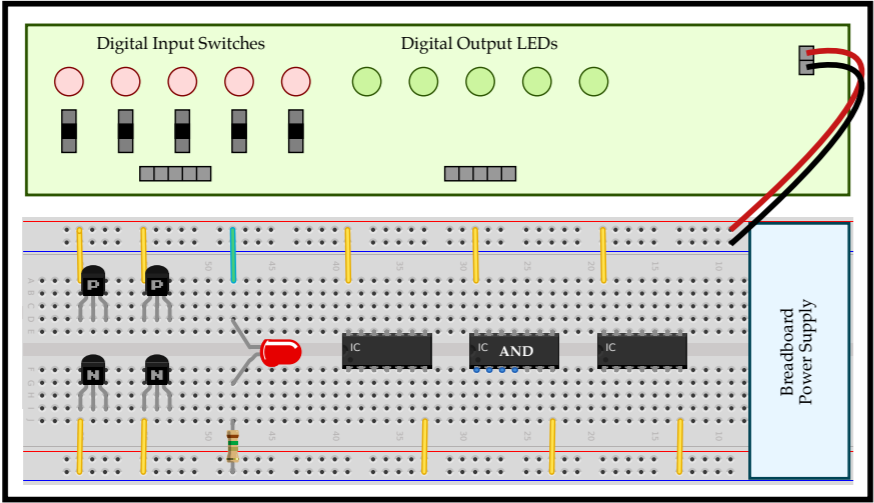 Digital Input Switches
Digital Output LEDs
50 45 40 35 30 25 20 15 10
P P
A
B
C
D
E
IC
IC AND
IC
N N
F
G
H
I
J
50 45 40 35 30 25 20 15 10
Breadboard
Power Supply